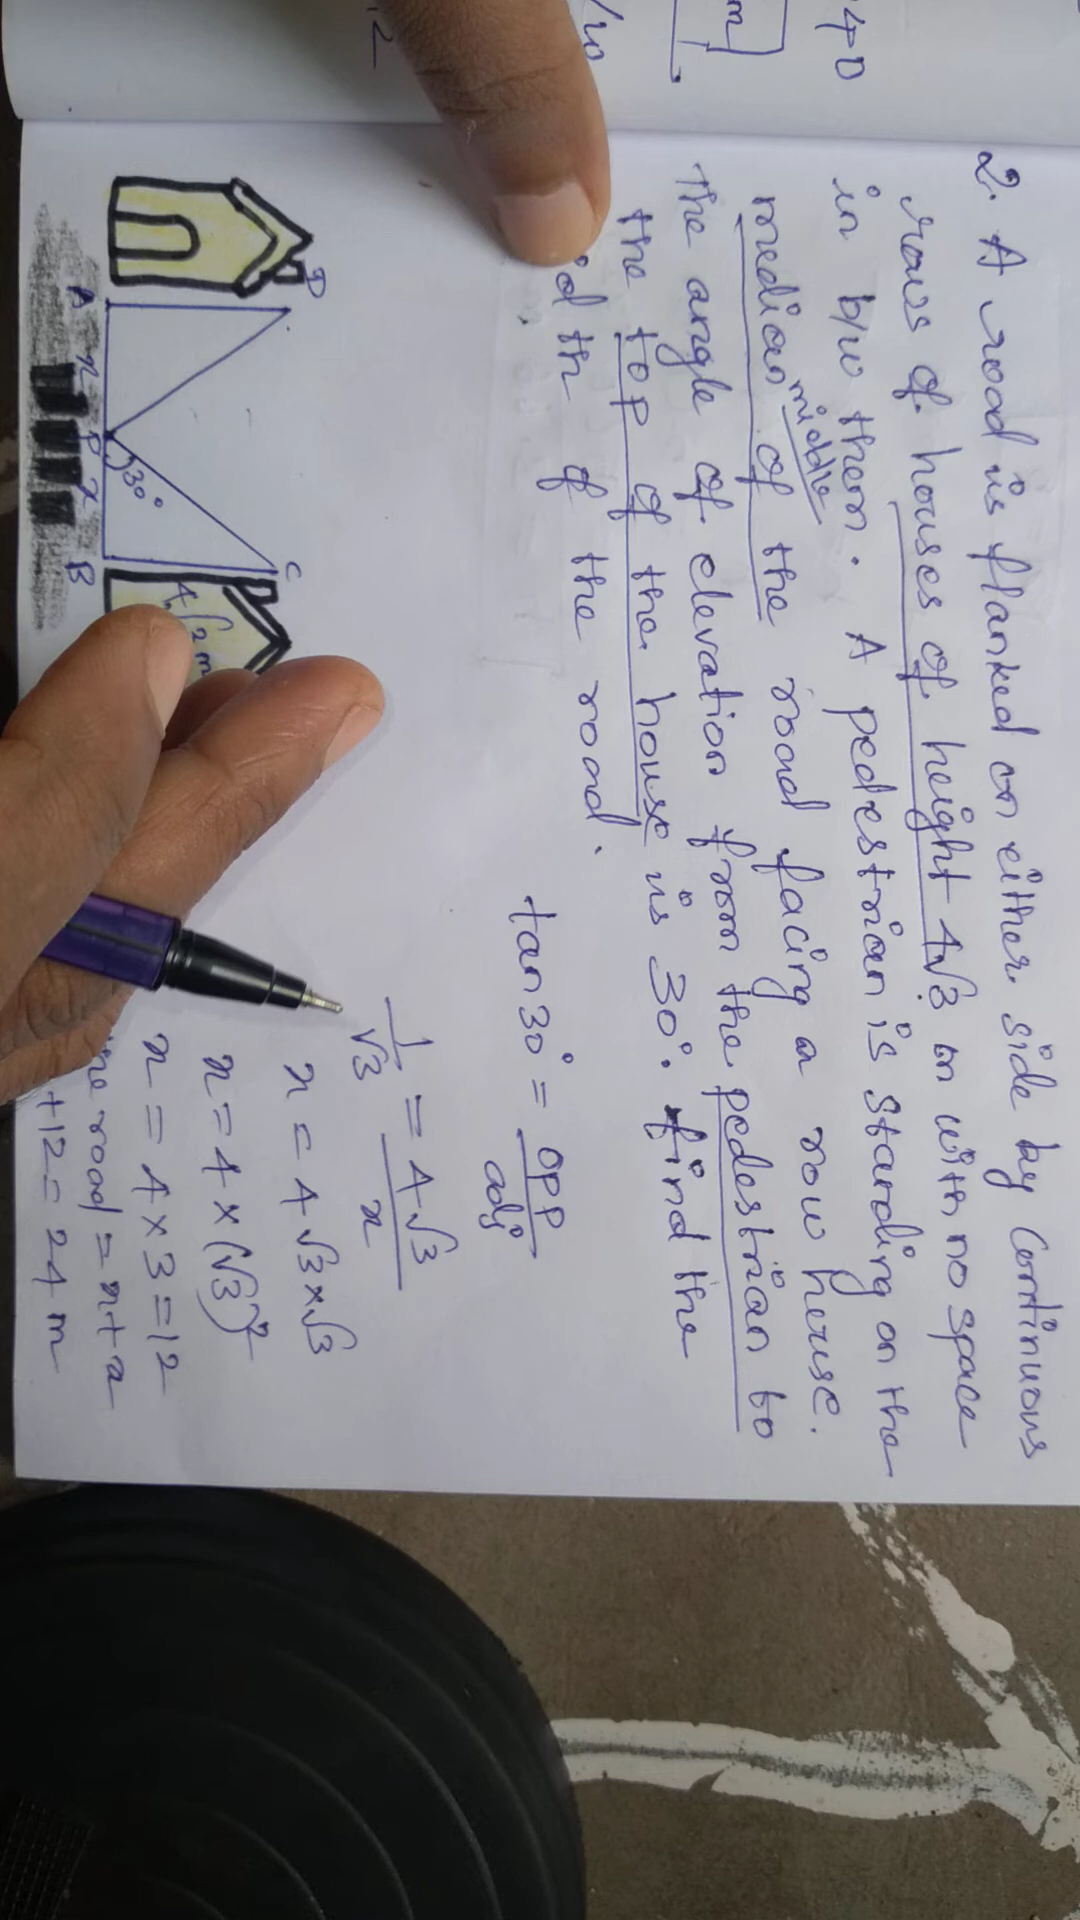 40
m
2
2. A road is flanked on either side by continuous
rows of houses of height 4√3 m with no space
in b/w them. A pedestrian is standing on the
median of the road facing a row house.
middle
the angle of elevation from the pedestrian to
the top of the house is 30°. find the
of the road.
D
C
A x P x B
30°
tan 30° = opp/adj
1/√3 = 4√3/x
x = 4√3×√3
x = 4×(√3)²
x = 4×3=12
road = x+x
+12= 24 m